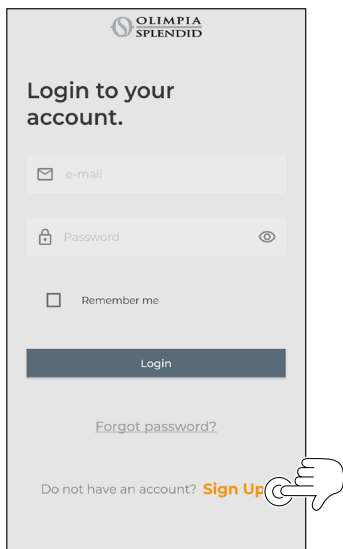 OLIMPIA
SPLENDID
Login to your
account.
e-mail
Password
Remember me
Login
Forgot password?
Do not have an account? Sign Up